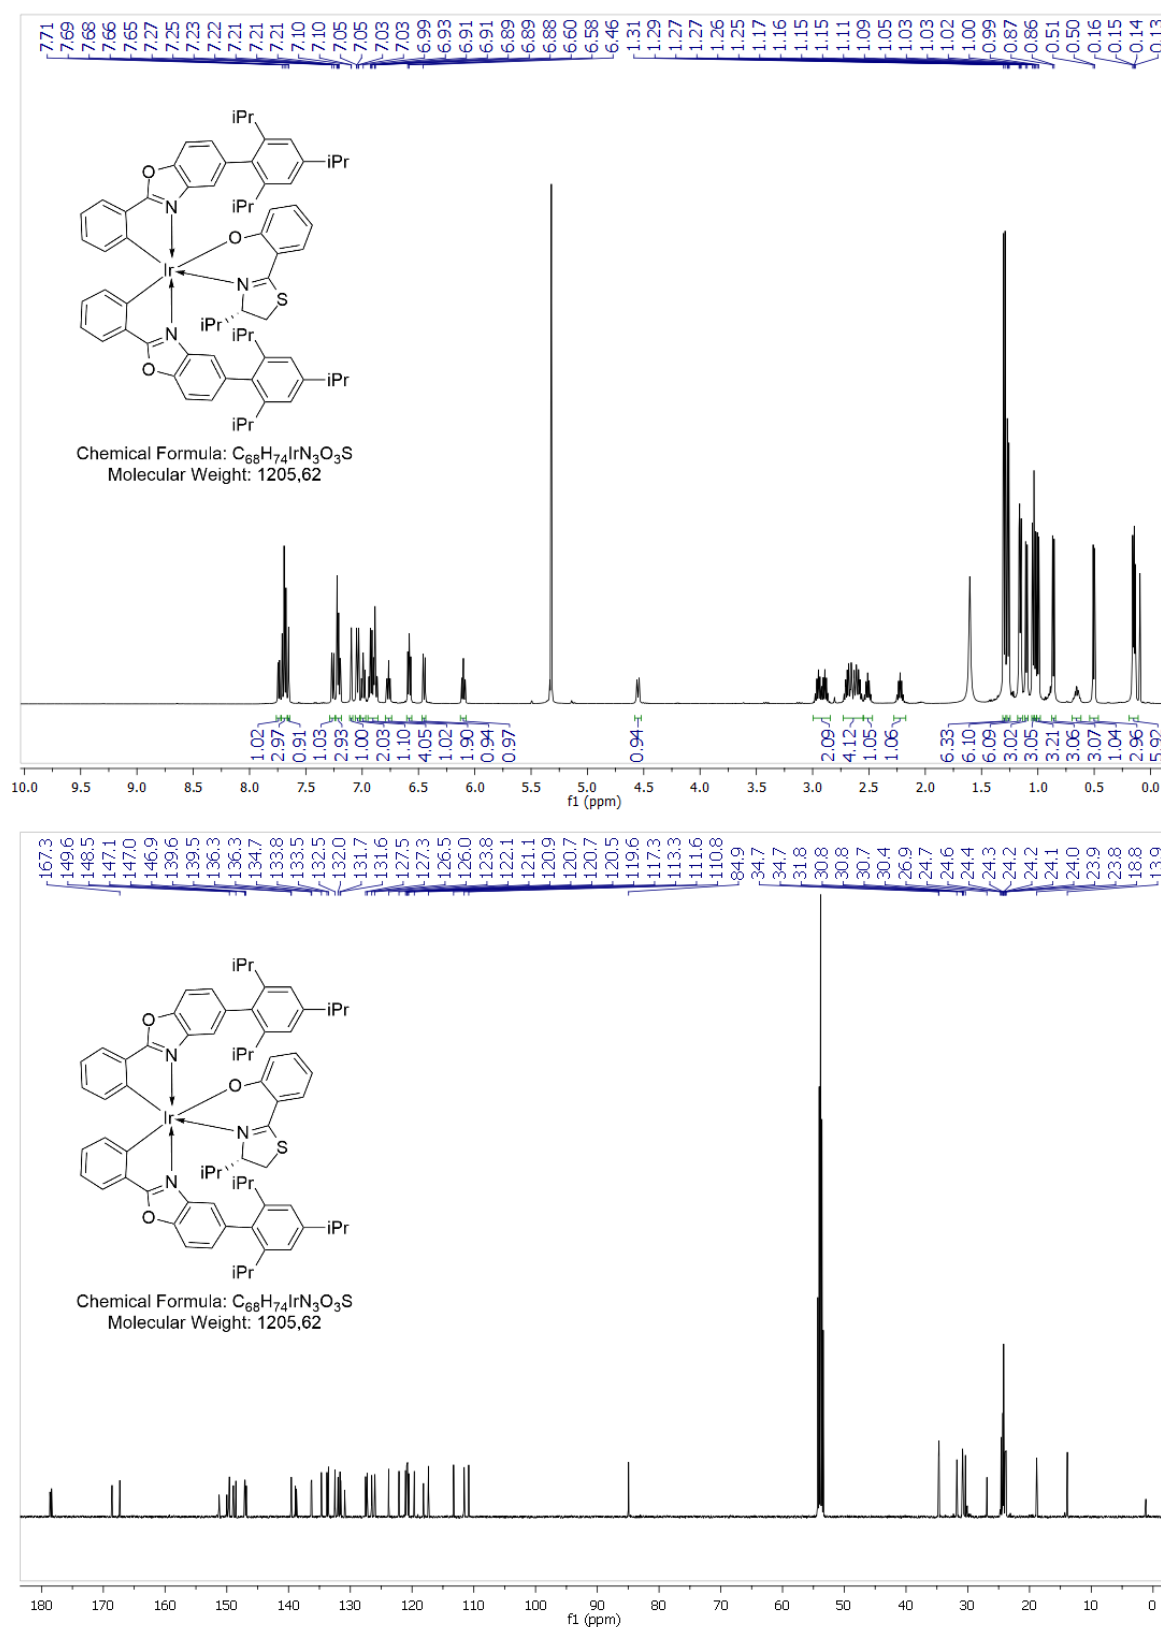 7.71 7.69 7.68 7.66 7.65 7.27 7.25 7.23 7.22 7.21 7.21 7.21 7.10 7.10 7.05 7.05 7.03 7.03 6.99 6.93 6.91 6.91 6.89 6.89 6.88 6.60 6.58 6.46 1.31 1.29 1.27 1.27 1.26 1.25 1.17 1.16 1.15 1.15 1.11 1.09 1.05 1.03 1.03 1.02 1.00 0.99 0.87 0.86 0.51 0.50 0.16 0.15 0.14 0.13
iPr
iPr
O
N
iPr
O
Ir
N
S
iPr
iPr
N
O
iPr
iPr
Chemical Formula: C68H74IrN3O3S
Molecular Weight: 1205,62
1.02 2.97 0.91 1.03 2.93 1.00 2.03 1.10 4.05 1.02 1.90 0.94 0.97 0.94 2.09 4.12 1.05 1.06 6.33 6.10 6.09 3.02 3.05 3.21 3.06 3.07 1.04 2.96 5.92
10.0 9.5 9.0 8.5 8.0 7.5 7.0 6.5 6.0 5.5 5.0 4.5 4.0 3.5 3.0 2.5 2.0 1.5 1.0 0.5 0.0
f1 (ppm)
167.3 149.6 148.5 147.1 147.0 146.9 139.6 139.5 136.3 136.3 134.7 133.8 133.5 132.5 132.0 131.7 131.6 127.5 127.3 126.5 126.0 123.8 122.1 121.1 120.9 120.7 120.7 120.5 119.6 117.3 113.3 111.6 110.8 84.9 34.7 34.7 31.8 30.8 30.8 30.7 30.4 26.9 24.7 24.6 24.4 24.3 24.2 24.2 24.1 24.0 23.9 23.8 18.8 13.9
iPr
iPr
O
N
iPr
O
Ir
N
S
iPr
iPr
N
O
iPr
iPr
Chemical Formula: C68H74IrN3O3S
Molecular Weight: 1205,62
180 170 160 150 140 130 120 110 100 90 80 70 60 50 40 30 20 10 0
f1 (ppm)